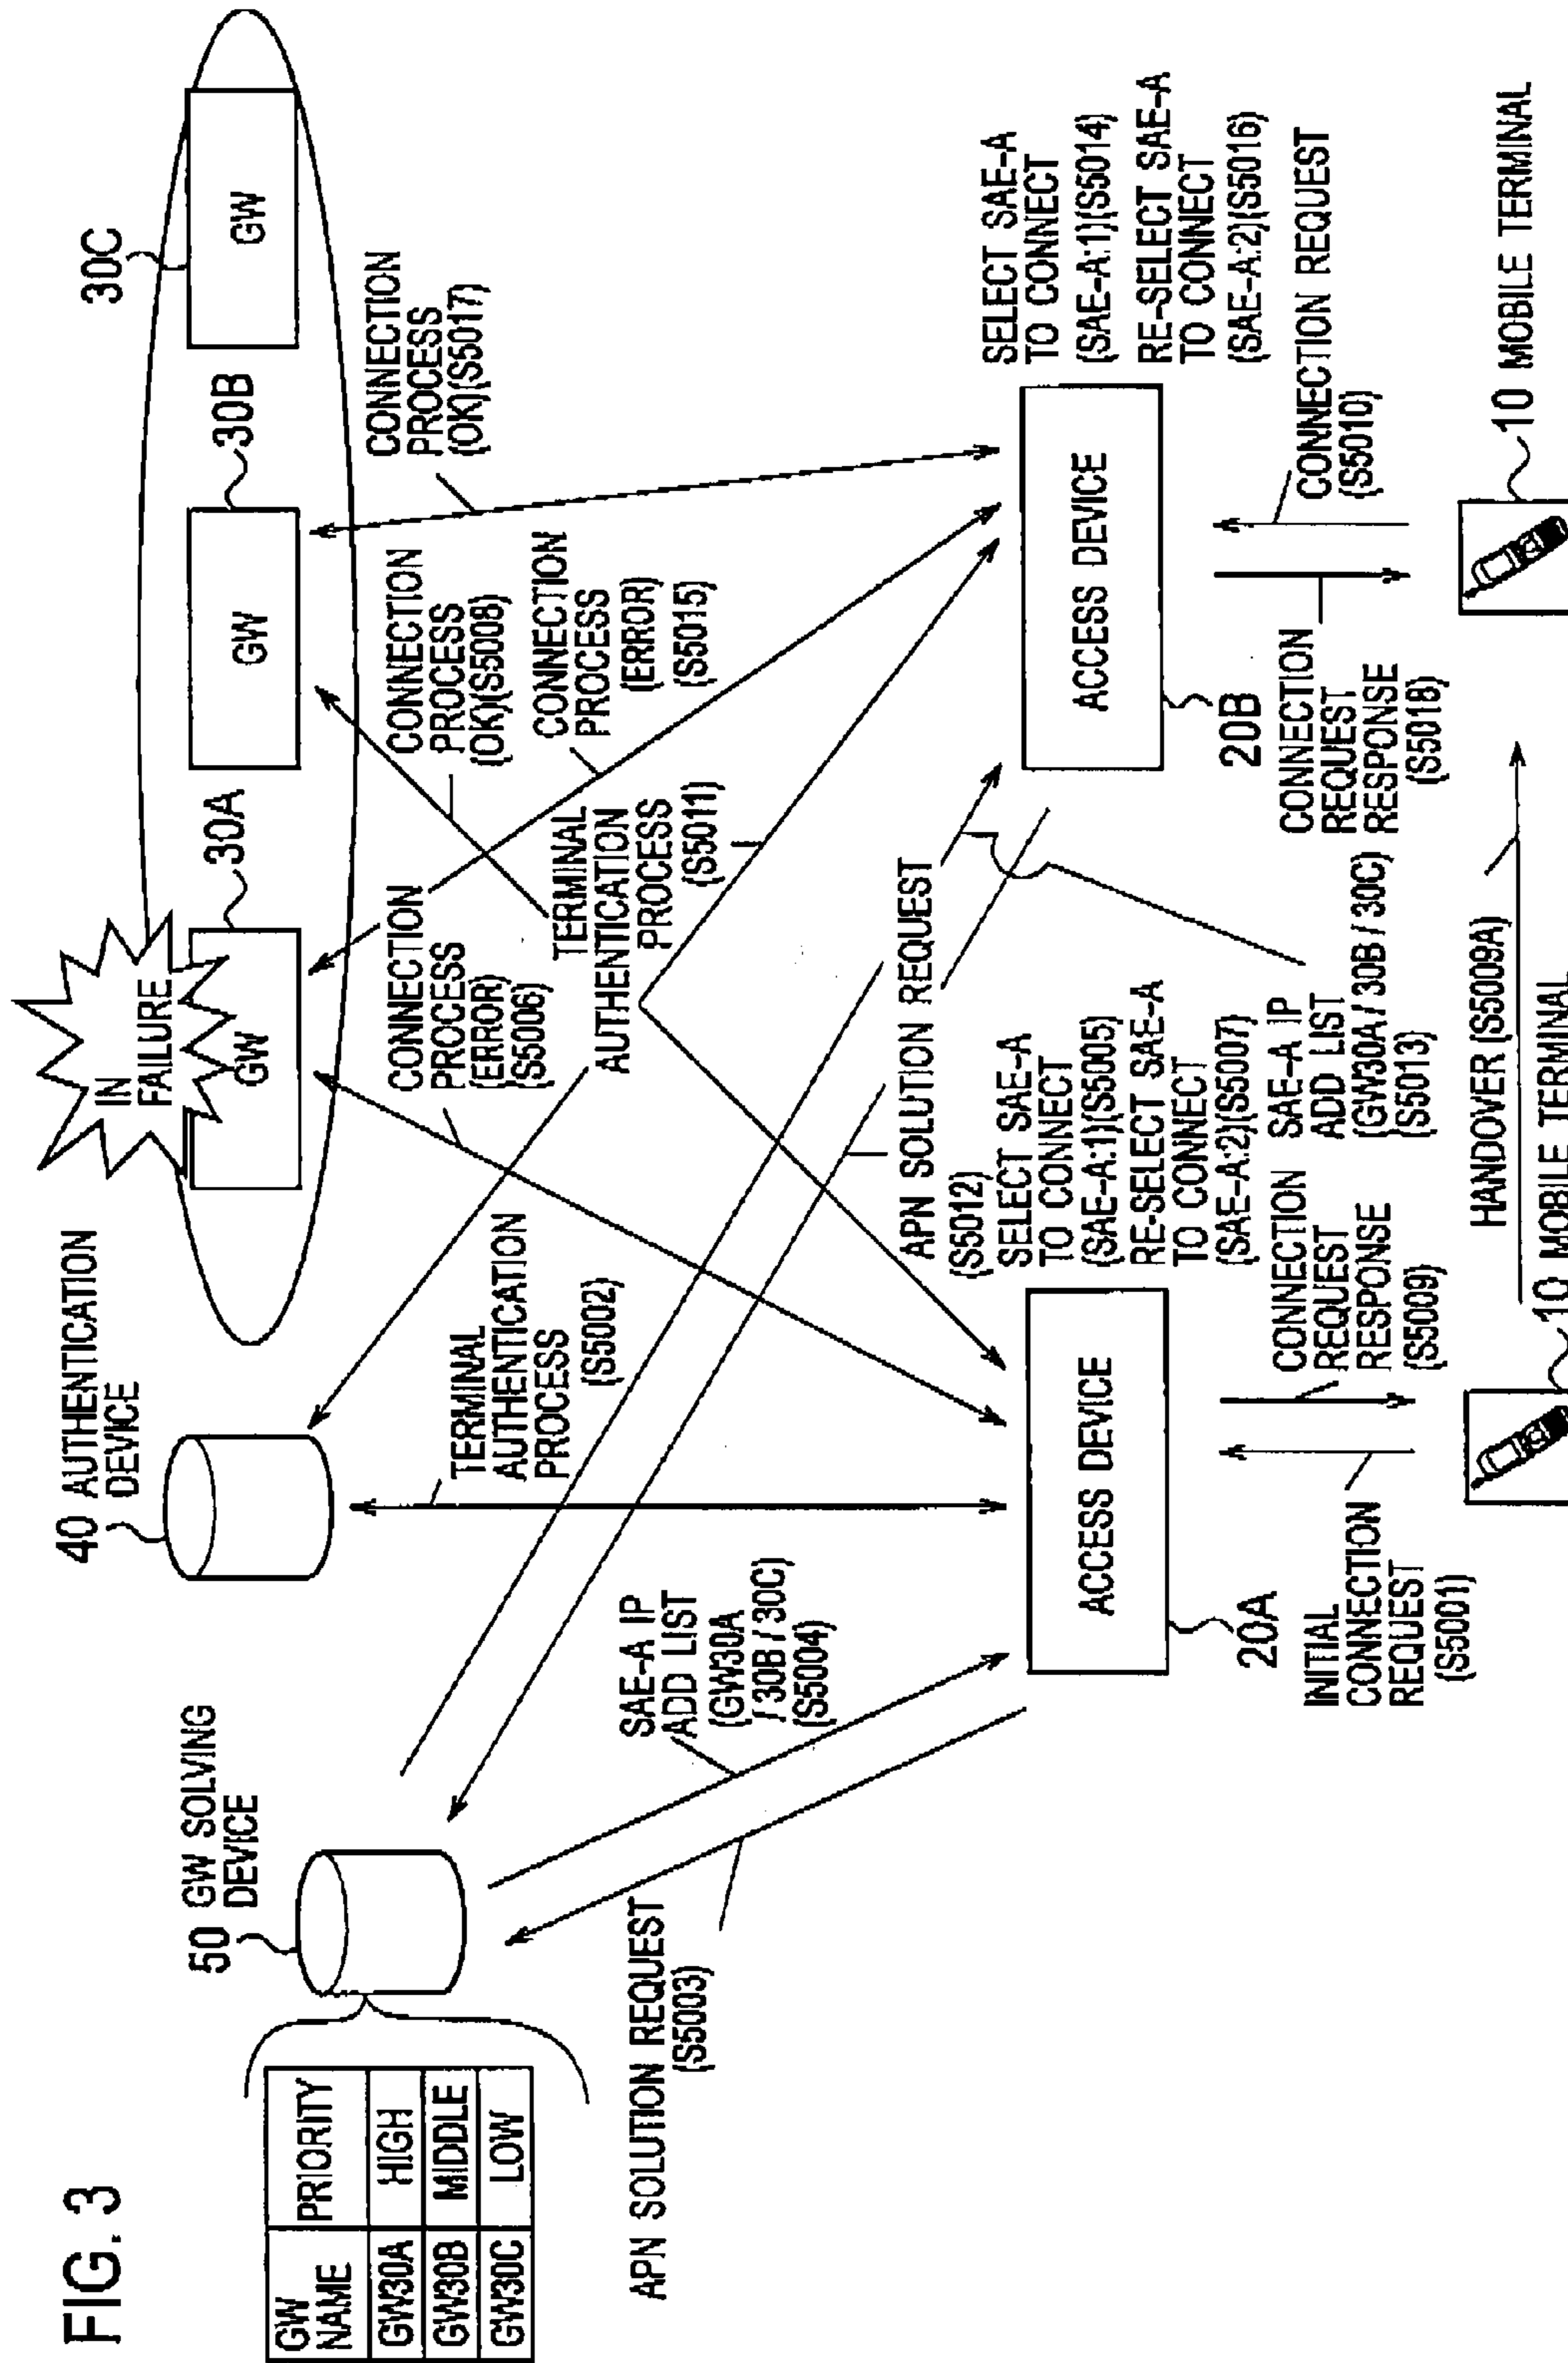 FIG. 3
GW NAME PRIORITY
GW30A HIGH
GW30B MIDDLE
GW30C LOW
50 GW SOLVING
DEVICE
40 AUTHENTICATION
DEVICE
IN
FAILURE
GW
30A
GW
30B
GW
30C
APN SOLUTION REQUEST
(S5003)
SAE-A IP
ADD LIST
(GW30A
/30B/30C)
(S5004)
TERMINAL
AUTHENTICATION
PROCESS
(S5002)
CONNECTION
PROCESS
(ERROR)
(S5006)
CONNECTION
PROCESS
(OK)(S5008)
TERMINAL
AUTHENTICATION
PROCESS
(S5011)
CONNECTION
PROCESS
(ERROR)
(S5015)
CONNECTION
PROCESS
(OK)(S5017)
APN SOLUTION REQUEST
(S5012)
SELECT SAE-A
TO CONNECT
(SAE-A:1)(S5005)
RE-SELECT SAE-A
TO CONNECT
(SAE-A:2)(S5007)
SELECT SAE-A
TO CONNECT
(SAE-A:1)(S5014)
RE-SELECT SAE-A
TO CONNECT
(SAE-A:2)(S5016)
ACCESS DEVICE
20A
ACCESS DEVICE
20B
INITIAL
CONNECTION
REQUEST
(S5001)
CONNECTION
REQUEST
RESPONSE
(S5009)
SAE-A IP
ADD LIST
(GW30A/30B/30C)
(S5013)
CONNECTION
REQUEST
RESPONSE
(S5018)
CONNECTION REQUEST
(S5010)
HANDOVER (S5009A)
10 MOBILE TERMINAL
10 MOBILE TERMINAL